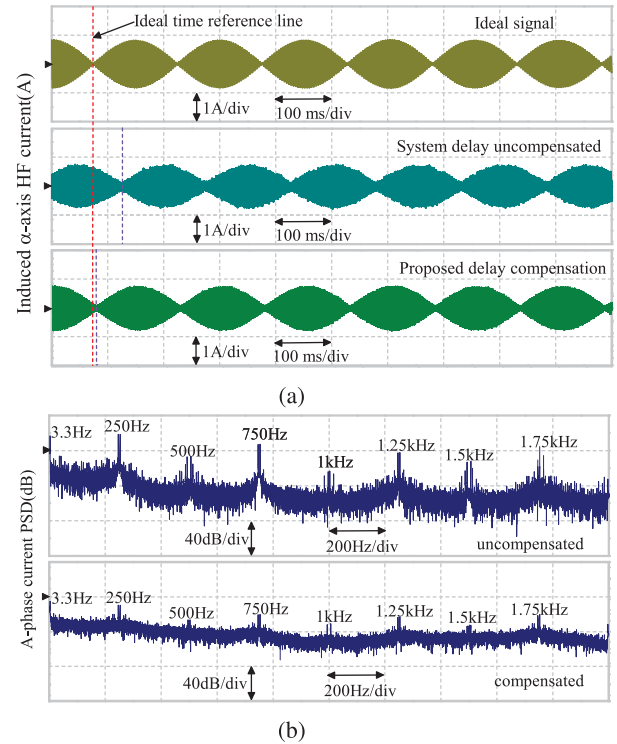 Ideal time reference line
Ideal signal
1A/div
100 ms/div
Induced α-axis HF current(A)
System delay uncompensated
1A/div
100 ms/div
Proposed delay compensation
1A/div
100 ms/div
(a)
A-phase current PSD(dB)
3.3Hz 250Hz 500Hz 750Hz 1kHz 1.25kHz 1.5kHz 1.75kHz
40dB/div 200Hz/div uncompensated
3.3Hz 250Hz 500Hz 750Hz 1kHz 1.25kHz 1.5kHz 1.75kHz
40dB/div 200Hz/div compensated
(b)